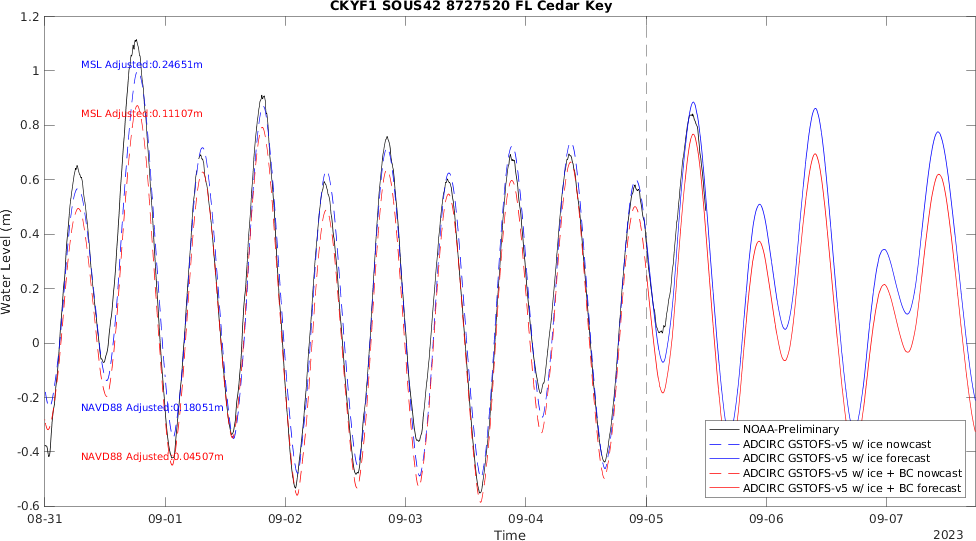 CKYF1 SOUS42 8727520 FL Cedar Key
1.2
1
0.8
0.6
0.4
0.2
0
-0.2
-0.4
-0.6
Water Level (m)
MSL Adjusted:0.24651m
MSL Adjusted:0.11107m
NAVD88 Adjusted:0.18051m
NAVD88 Adjusted:0.04507m
NOAA-Preliminary
ADCIRC GSTOFS-v5 w/ ice nowcast
ADCIRC GSTOFS-v5 w/ ice forecast
ADCIRC GSTOFS-v5 w/ ice + BC nowcast
ADCIRC GSTOFS-v5 w/ ice + BC forecast
08-31 09-01 09-02 09-03 09-04 09-05 09-06 09-07
Time
2023